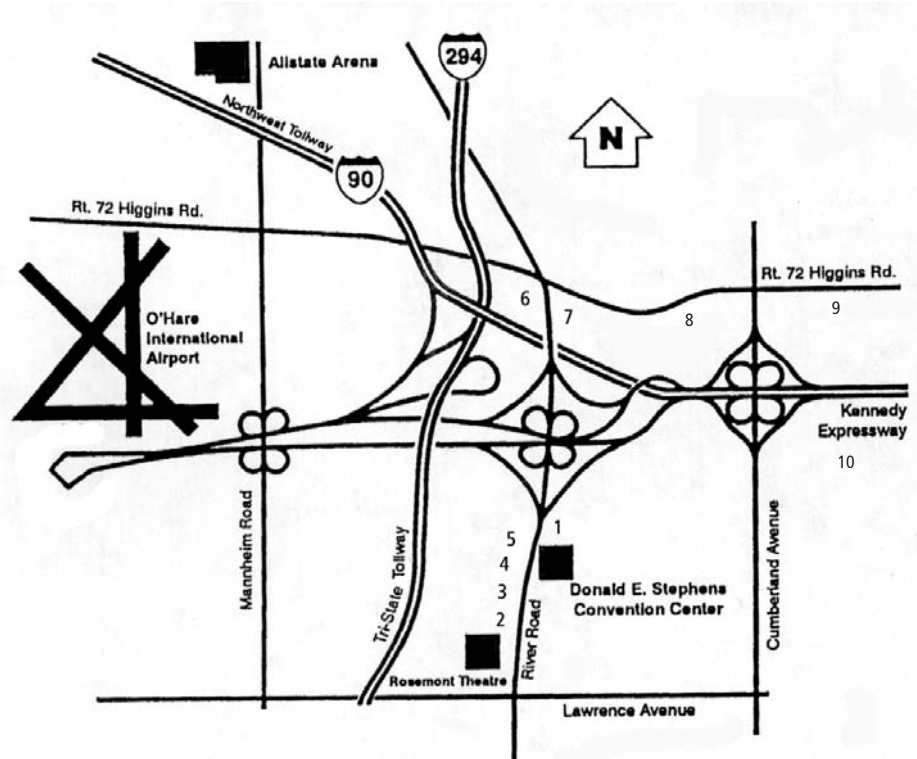 Allstate Arena
294
Northwest Tollway
N
90
Rt. 72 Higgins Rd.
Rt. 72 Higgins Rd.
6
7
8
9
O'Hare
International
Airport
Kennedy
Expressway
10
Mannheim Road
Tri-State Tollway
5
1
4
3
2
Donald E. Stephens
Convention Center
River Road
Cumberland Avenue
Rosemont Theatre
Lawrence Avenue